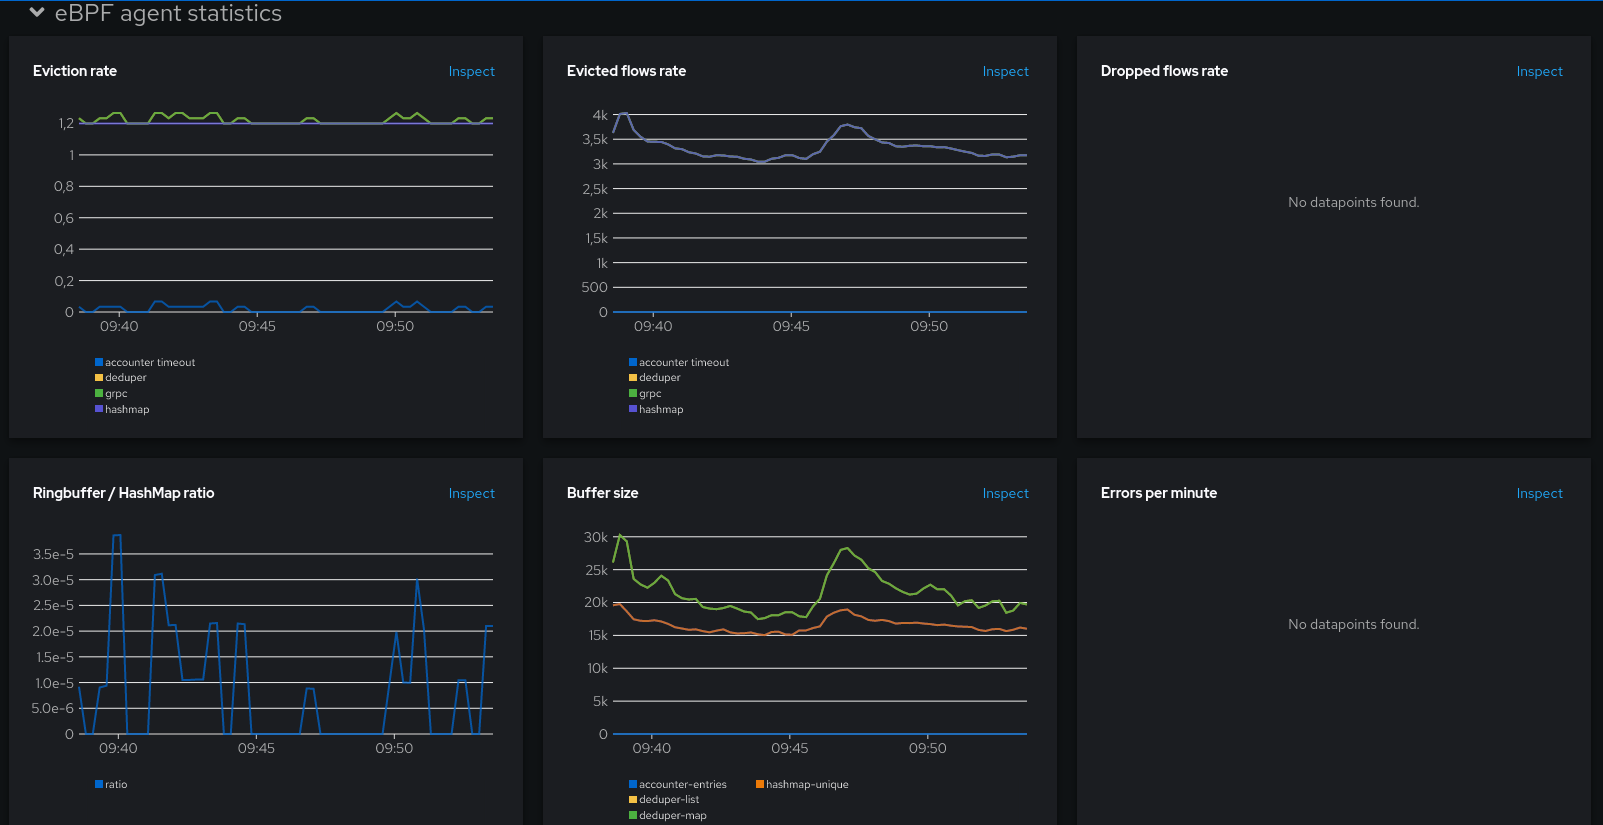 eBPF agent statistics
Eviction rate
Inspect
1,2
1
0,8
0,6
0,4
0,2
0
09:40 09:45 09:50
accounter timeout
deduper
grpc
hashmap
Evicted flows rate
Inspect
4k
3,5k
3k
2,5k
2k
1,5k
1k
500
0
09:40 09:45 09:50
accounter timeout
deduper
grpc
hashmap
Dropped flows rate
Inspect
No datapoints found.
Ringbuffer / HashMap ratio
Inspect
3.5e-5
3.0e-5
2.5e-5
2.0e-5
1.5e-5
1.0e-5
5.0e-6
0
09:40 09:45 09:50
ratio
Buffer size
Inspect
30k
25k
20k
15k
10k
5k
0
09:40 09:45 09:50
accounter-entries hashmap-unique
deduper-list
deduper-map
Errors per minute
Inspect
No datapoints found.